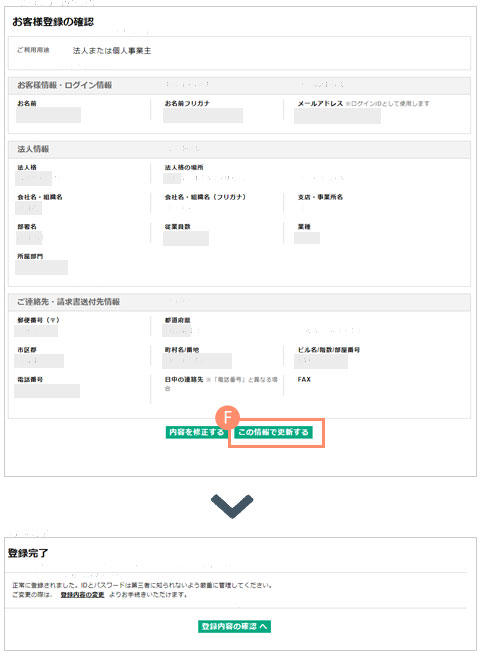 お客様登録の確認
ご利用用途 法人または個人事業主
お客様情報・ログイン情報
お名前 お名前フリガナ メールアドレス ※ログインIDとして使用します
法人情報
法人格 法人格の場所
会社名・組織名 会社名・組織名（フリガナ） 支店・事業所名
部署名 従業員数 業種
所属部門
ご連絡先・請求書送付先情報
郵便番号（〒） 都道府県
市区郡 町村名/番地 ビル名/階数/部屋番号
電話番号 日中の連絡先 ※「電話番号」と異なる場合 FAX
F
内容を修正する この情報で更新する
登録完了
正常に登録されました。IDとパスワードは第三者に知られないよう厳重に管理してください。
ご変更の際は、 登録内容の変更 よりお手続きいただけます。
登録内容の確認 へ